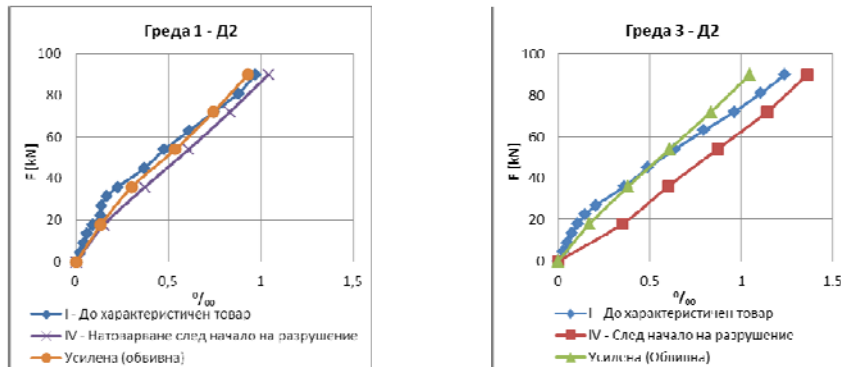 Греда 1 - Д2
100
80
60
40
20
0
F [kN]
0
0,5
1
1,5
‰
I - До характеристичен товар
IV - Натоварване след начало на разрушение
Усилена (обвивна)
Греда 3 - Д2
100
80
60
40
20
0
F [kN]
0
0.5
1
1.5
‰
I - До характеристичен товар
IV - След начало на разрушение
Усилена (Обвивна)